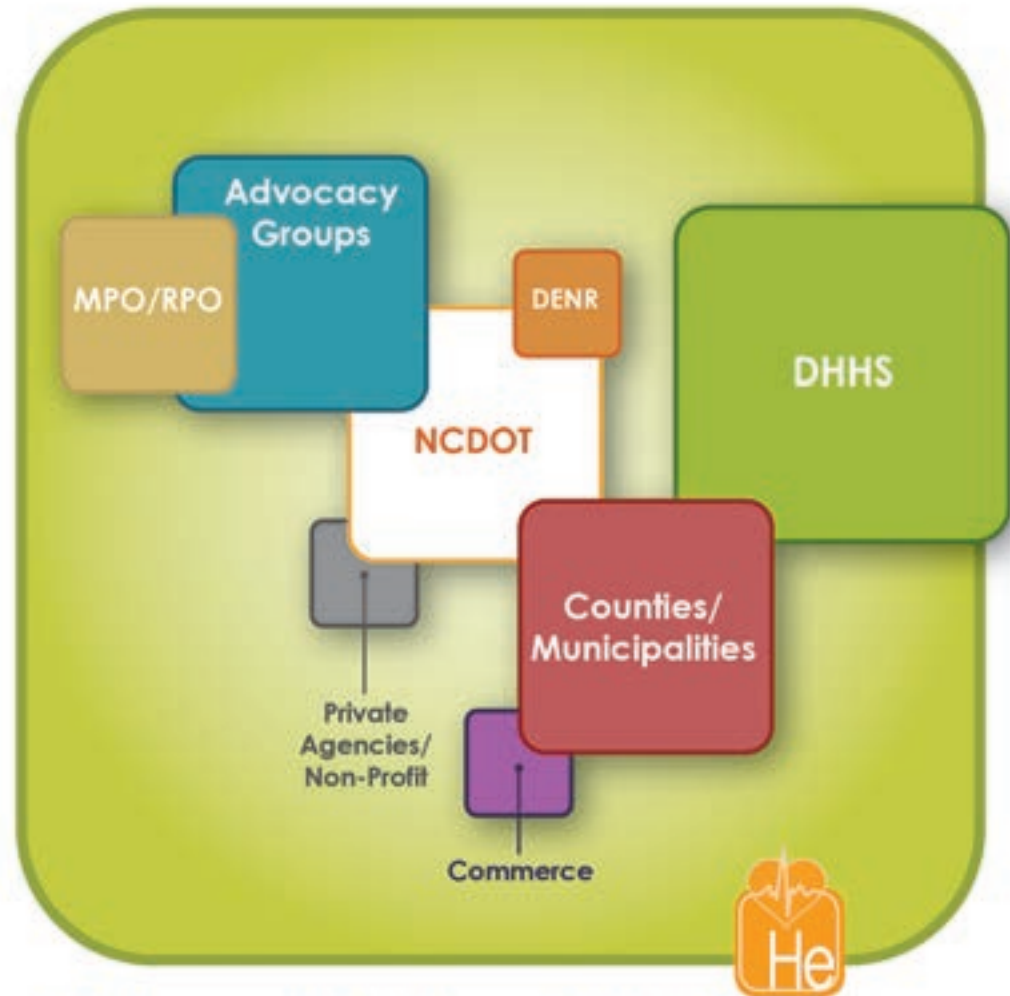 Advocacy
Groups
MPO/RPO
DENR
DHHS
NCDOT
Counties/
Municipalities
Private
Agencies/
Non-Profit
Commerce
He